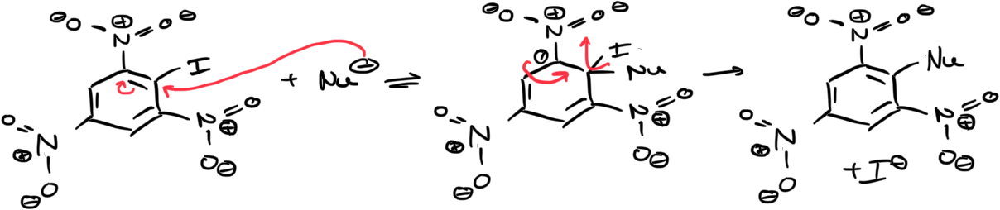 ⊖O N⊕ =O ⊖
I
+ Nu⊖ ⇌
O N⊕ =O⊕
N⊕ O⊖
O⊖
⊖O N⊕ =O ⊖
⊖ I
Nu →
O N⊕ =O⊕
N⊕ O⊖
O⊖
⊖O N⊕ =O ⊖
Nu
O N⊕ =O
N⊕ O⊖
O⊖
+ I⊖